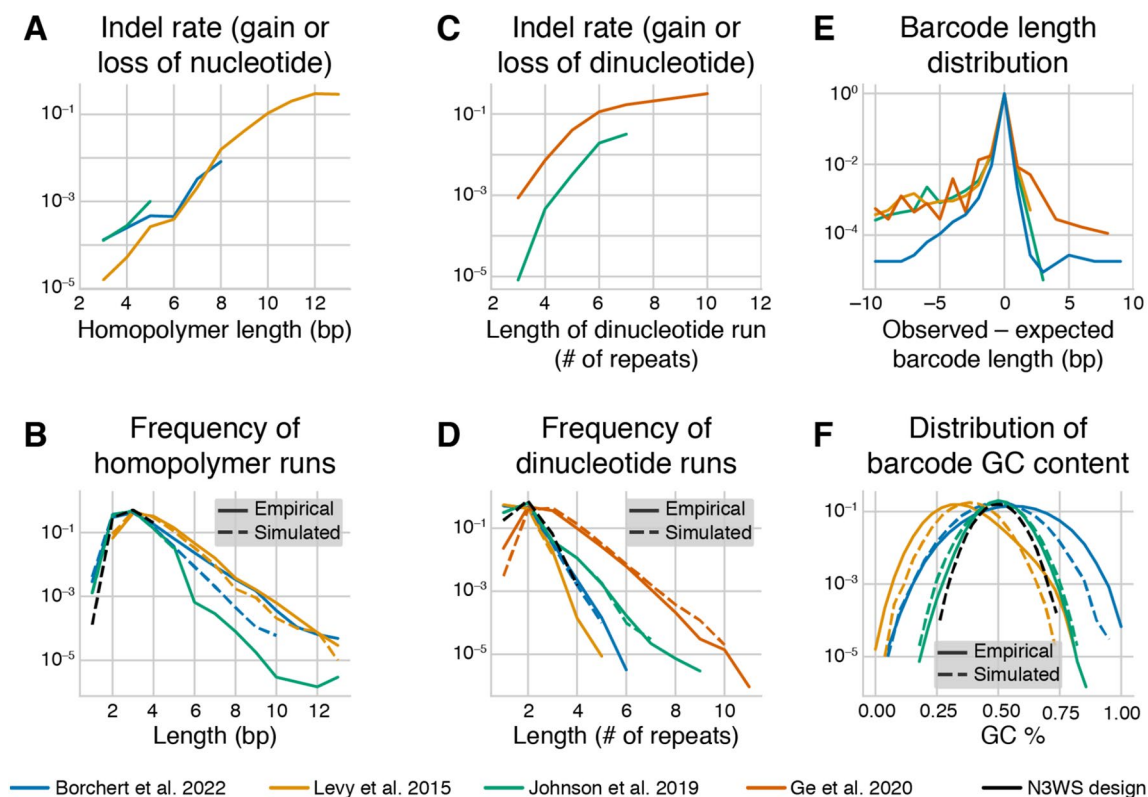 A
Indel rate (gain or
loss of nucleotide)
10⁻¹
10⁻³
10⁻⁵
2 4 6 8 10 12
Homopolymer length (bp)
C
Indel rate (gain or
loss of dinucleotide)
10⁻¹
10⁻³
10⁻⁵
2 4 6 8 10 12
Length of dinucleotide run
(# of repeats)
E
Barcode length
distribution
10⁰
10⁻²
10⁻⁴
−10 −5 0 5 10
Observed – expected
barcode length (bp)
B
Frequency of
homopolymer runs
Empirical
Simulated
10⁻¹
10⁻³
10⁻⁵
2 4 6 8 10 12
Length (bp)
D
Frequency of
dinucleotide runs
Empirical
Simulated
10⁻¹
10⁻³
10⁻⁵
2 4 6 8 10
Length (# of repeats)
F
Distribution of
barcode GC content
10⁻¹
10⁻³
10⁻⁵
Empirical
Simulated
0.00 0.25 0.50 0.75 1.00
GC %
Borchert et al. 2022 Levy et al. 2015 Johnson et al. 2019 Ge et al. 2020 N3WS design